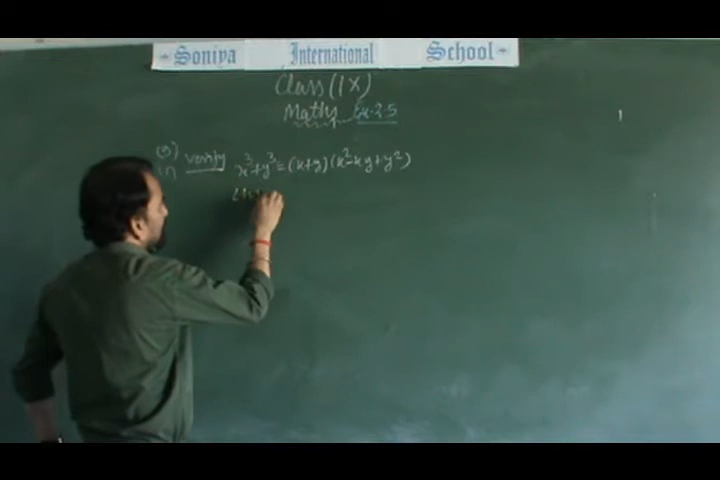 Soniya International School
Class (IX)
Maths Ex-2.5
Verify x³+y³=(x+y)(x²-xy+y²)